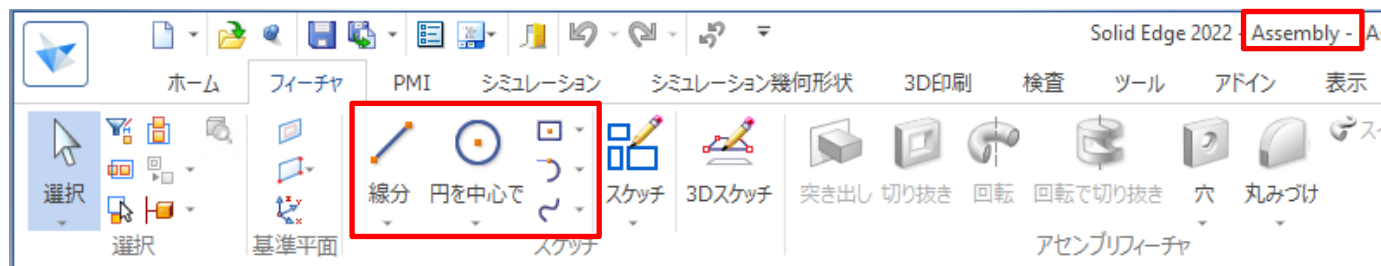 Solid Edge 2022 - Assembly - A
ホーム フィーチャ PMI シミュレーション シミュレーション幾何形状 3D印刷 検査 ツール アドイン 表示
選択 線分 円を中心で スケッチ 3Dスケッチ 突き出し 切り抜き 回転 回転で切り抜き 穴 丸みづけ ス
選択 基準平面 スケッチ アセンブリフィーチャ